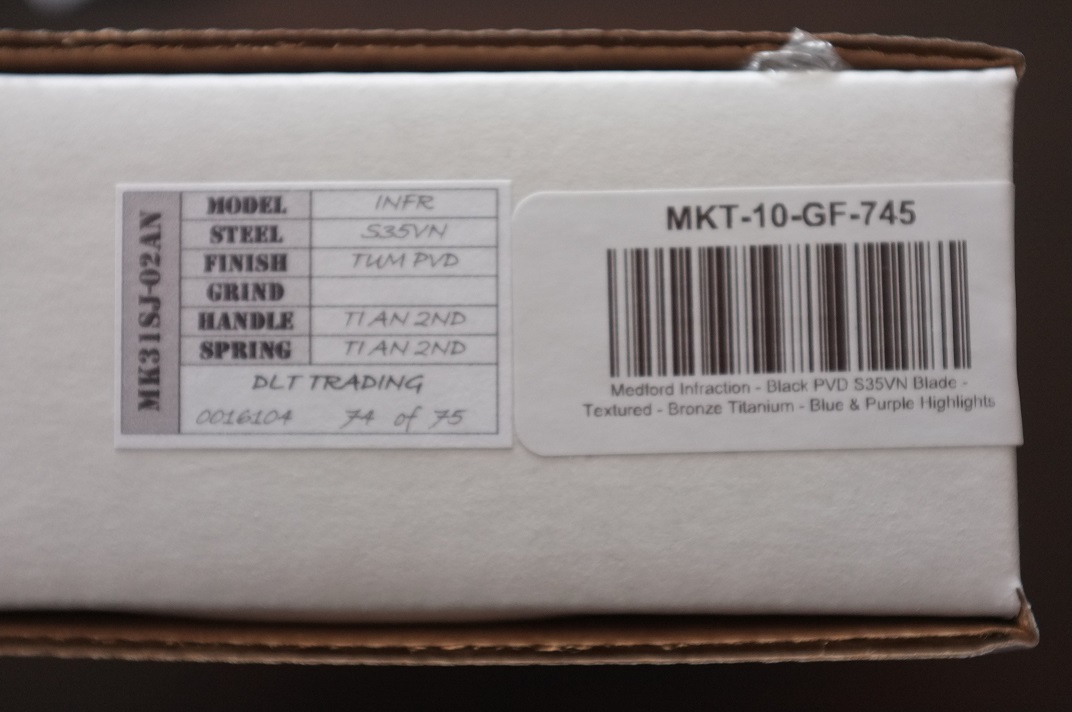 MK31SJ-02AN
MODEL INFR
STEEL S35VN
FINISH TUM PVD
GRIND
HANDLE TI AN 2ND
SPRING TI AN 2ND
DLT TRADING
0016104 74 of 75
MKT-10-GF-745
Medford Infraction - Black PVD S35VN Blade -
Textured - Bronze Titanium - Blue & Purple Highlights